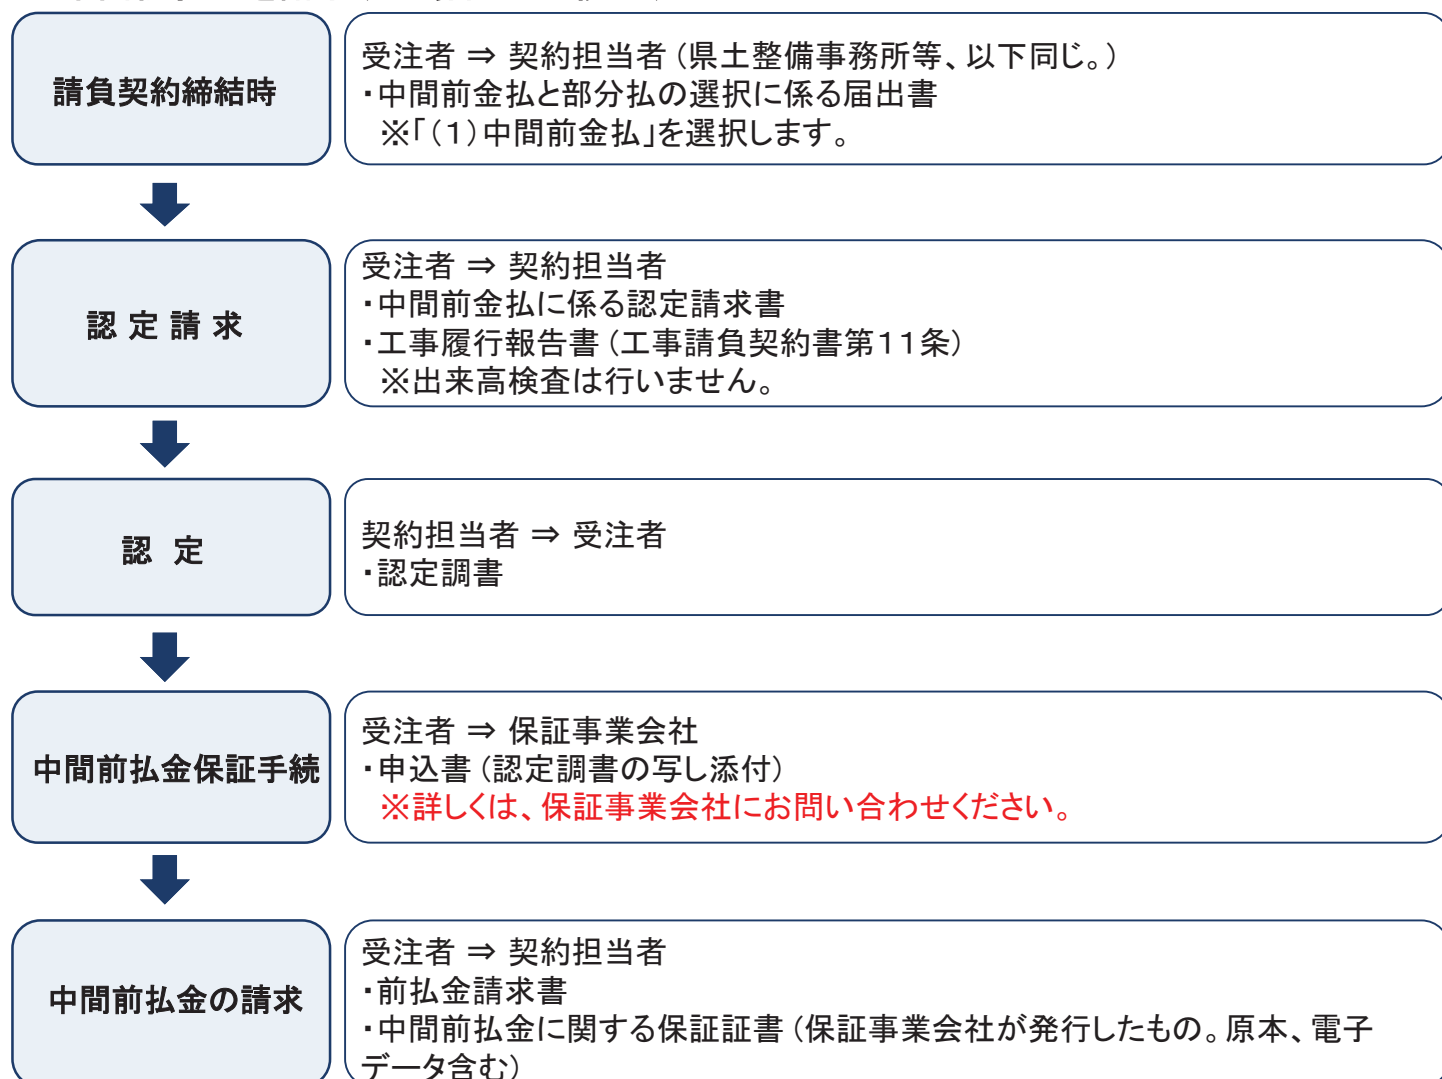 請負契約締結時
受注者 ⇒ 契約担当者（県土整備事務所等、以下同じ。）
・中間前金払と部分払の選択に係る届出書
※「（１）中間前金払」を選択します。
認 定 請 求
受注者 ⇒ 契約担当者
・中間前金払に係る認定請求書
・工事履行報告書（工事請負契約書第１１条）
※出来高検査は行いません。
認 定
契約担当者 ⇒ 受注者
・認定調書
中間前払金保証手続
受注者 ⇒ 保証事業会社
・申込書（認定調書の写し添付）
※詳しくは、保証事業会社にお問い合わせください。
中間前払金の請求
受注者 ⇒ 契約担当者
・前払金請求書
・中間前払金に関する保証証書（保証事業会社が発行したもの。原本、電子
データ含む）